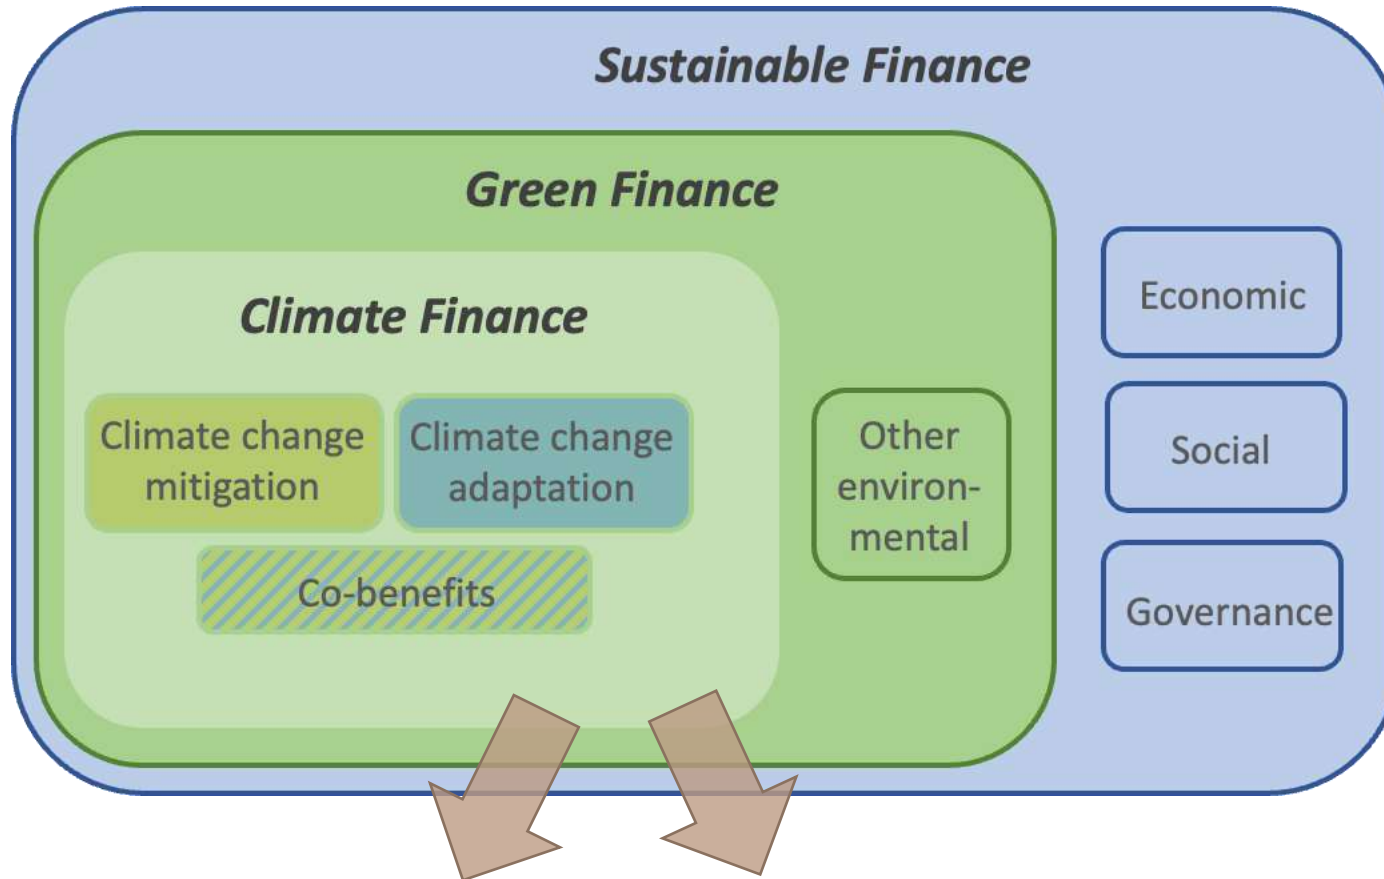 Sustainable Finance
Green Finance
Climate Finance
Climate change
mitigation
Climate change
adaptation
Co-benefits
Other
environ-
mental
Economic
Social
Governance